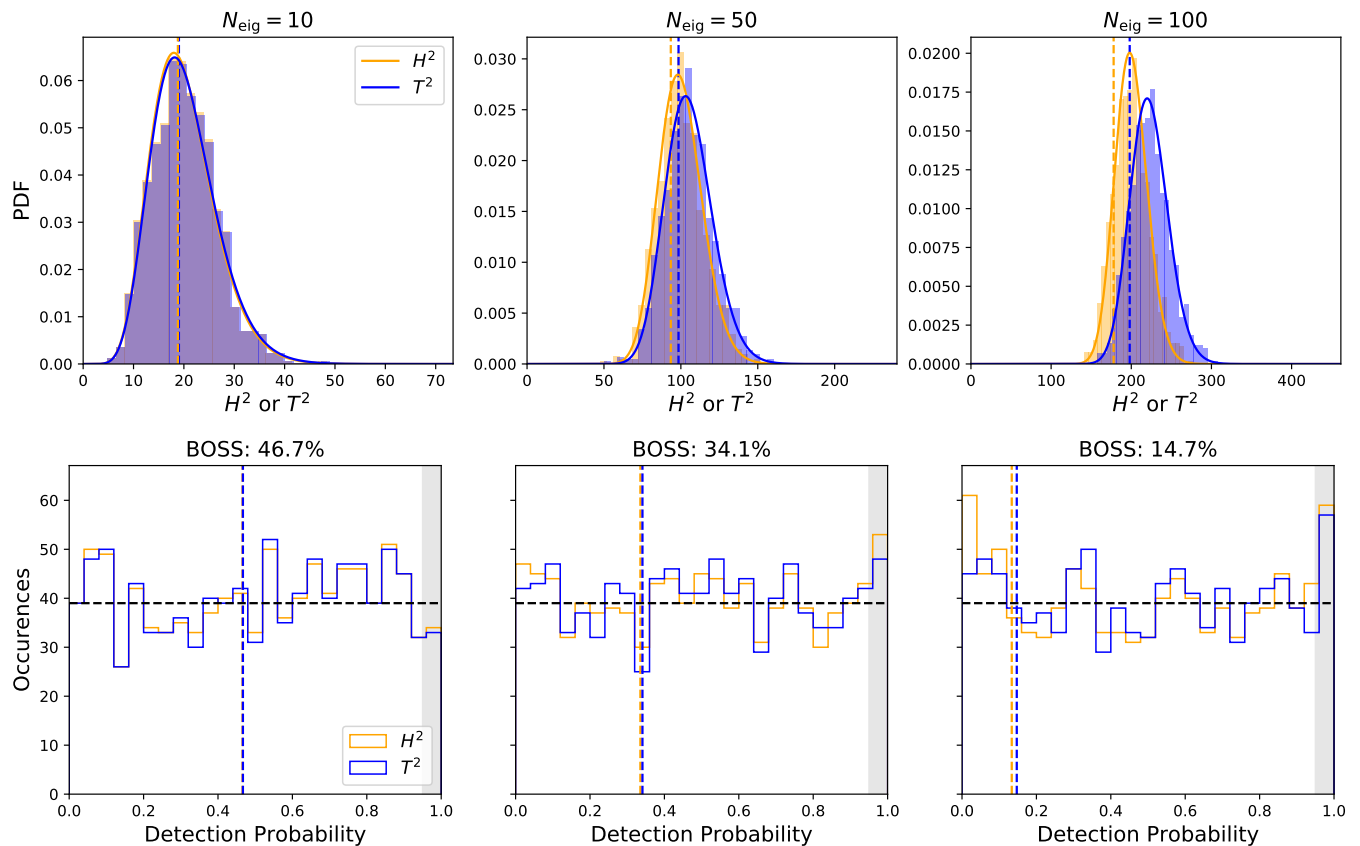 N_eig = 10
N_eig = 50
N_eig = 100
PDF
0.06
0.05
0.04
0.03
0.02
0.01
0.00
H²
T²
0 10 20 30 40 50 60 70
H² or T²
0.030
0.025
0.020
0.015
0.010
0.005
0.000
0 50 100 150 200
H² or T²
0.0200
0.0175
0.0150
0.0125
0.0100
0.0075
0.0050
0.0025
0.0000
0 100 200 300 400
H² or T²
BOSS: 46.7%
BOSS: 34.1%
BOSS: 14.7%
Occurences
60
50
40
30
20
10
0
H²
T²
0.0 0.2 0.4 0.6 0.8 1.0
Detection Probability
0.0 0.2 0.4 0.6 0.8 1.0
Detection Probability
0.0 0.2 0.4 0.6 0.8 1.0
Detection Probability